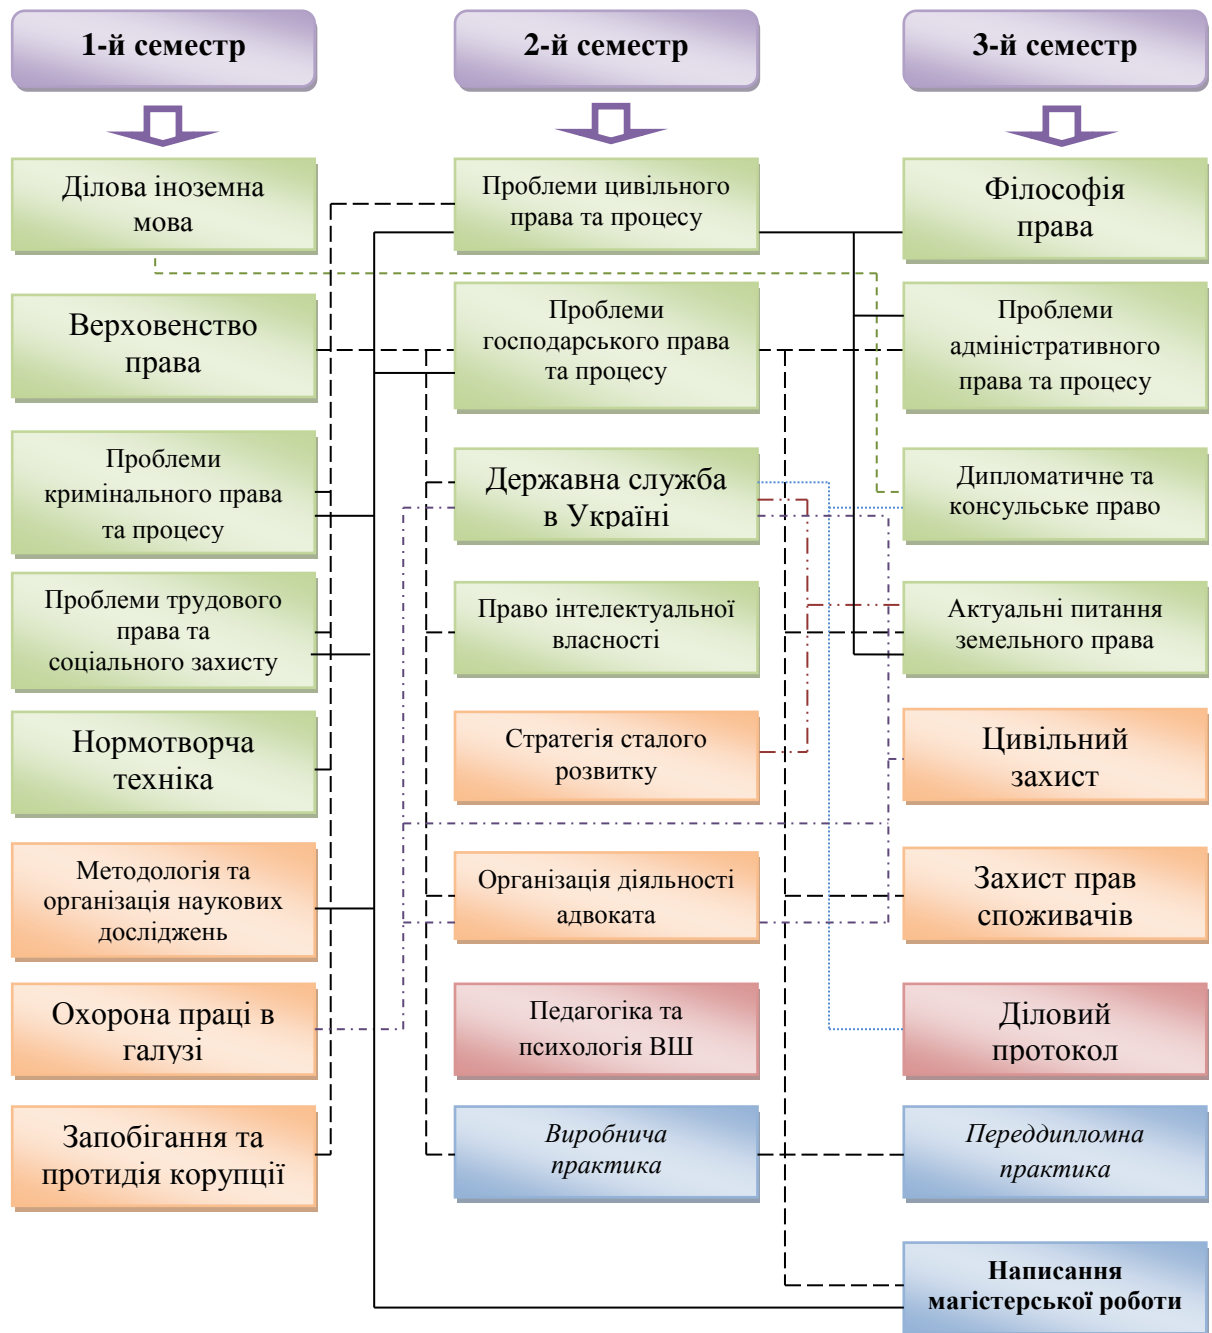 1-й семестр
2-й семестр
3-й семестр
Ділова іноземна
мова
Проблеми цивільного
права та процесу
Філософія
права
Верховенство
права
Проблеми
господарського права
та процесу
Проблеми
адміністративного
права та процесу
Проблеми
кримінального права
та процесу
Державна служба
в Україні
Дипломатичне та
консульське право
Проблеми трудового
права та
соціального захисту
Право інтелектуальної
власності
Актуальні питання
земельного права
Нормотворча
техніка
Стратегія сталого
розвитку
Цивільний
захист
Методологія та
організація наукових
досліджень
Організація діяльності
адвоката
Захист прав
споживачів
Охорона праці в
галузі
Педагогіка та
психологія ВШ
Діловий
протокол
Запобігання та
протидія корупції
Виробнича
практика
Переддипломна
практика
Написання
магістерської роботи